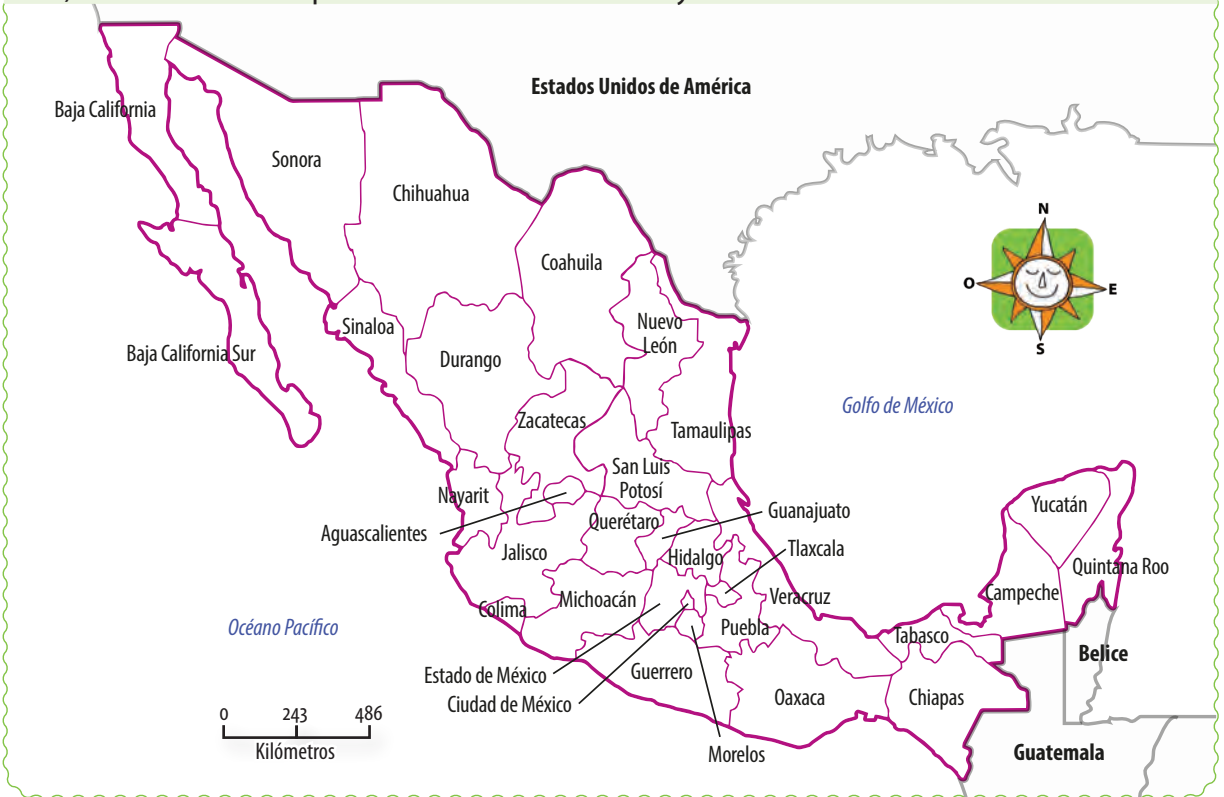 Estados Unidos de América
Baja California
Sonora
Chihuahua
Coahuila
N
O
E
S
Nuevo
León
Sinaloa
Baja California Sur
Durango
Golfo de México
Zacatecas
Tamaulipas
San Luis
Potosí
Nayarit
Yucatán
Guanajuato
Querétaro
Aguascalientes
Tlaxcala
Jalisco
Hidalgo
Quintana Roo
Campeche
Michoacán
Veracruz
Colima
Océano Pacífico
Puebla
Tabasco
Belice
Estado de México
Guerrero
Oaxaca
Chiapas
Ciudad de México
0 243 486
Kilómetros
Morelos
Guatemala